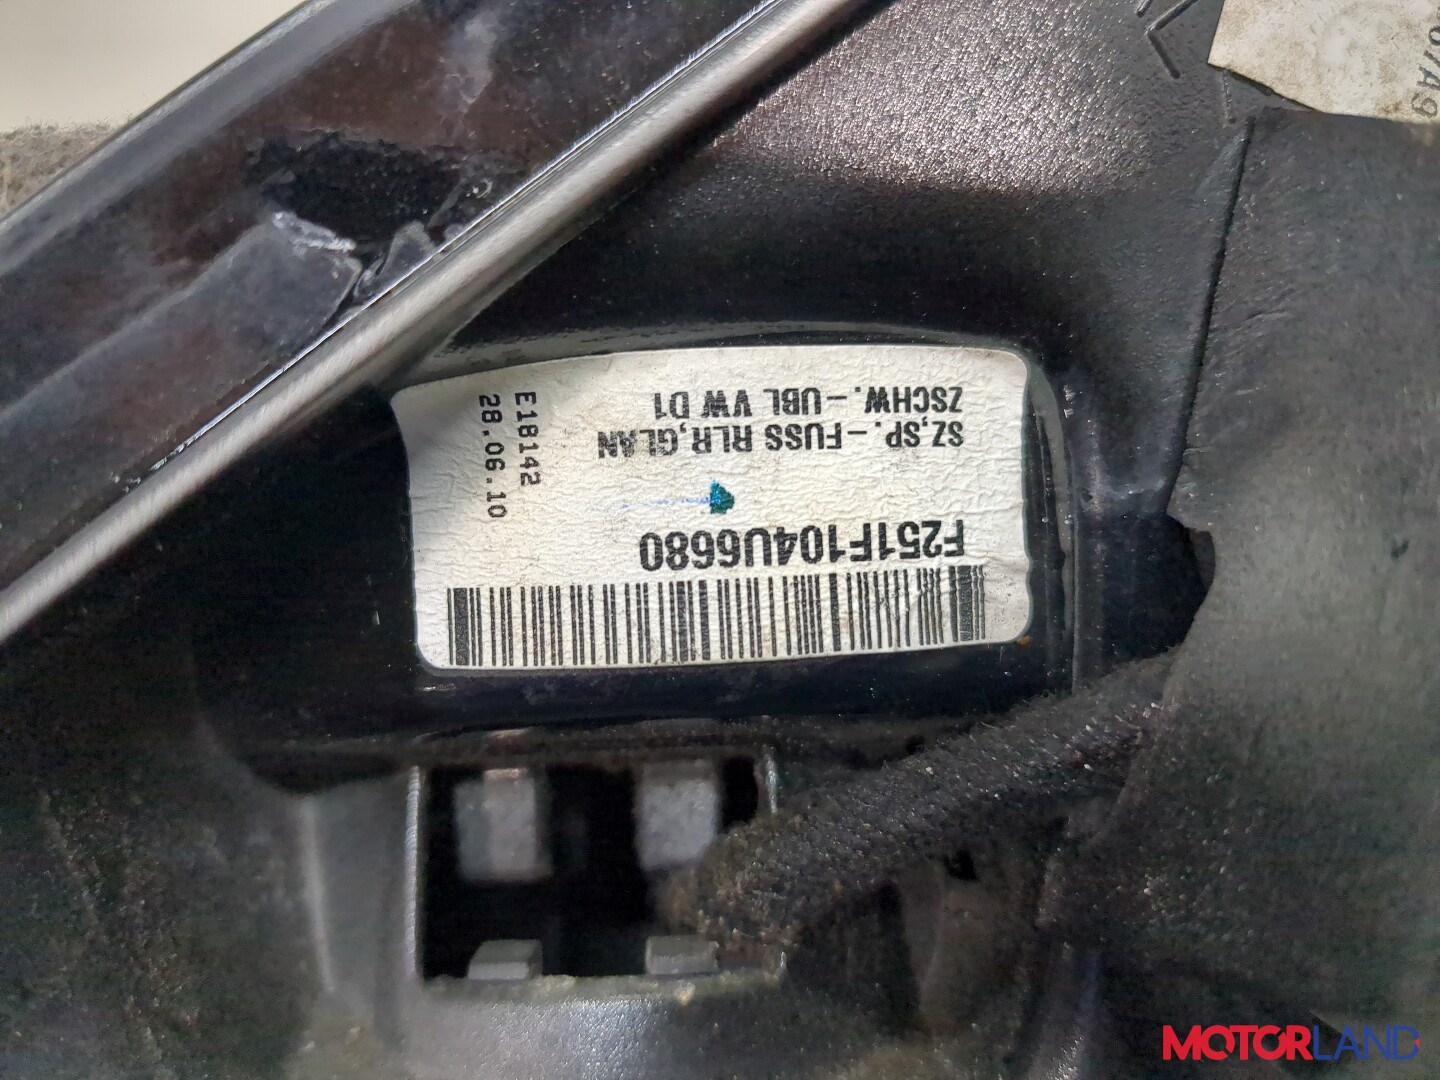 F251F104U6680
SZ,SP.-FUSS RLR,GLAN
ZSCHW.-UBL VW D1
E18142
28.06.10
MOTORLAND